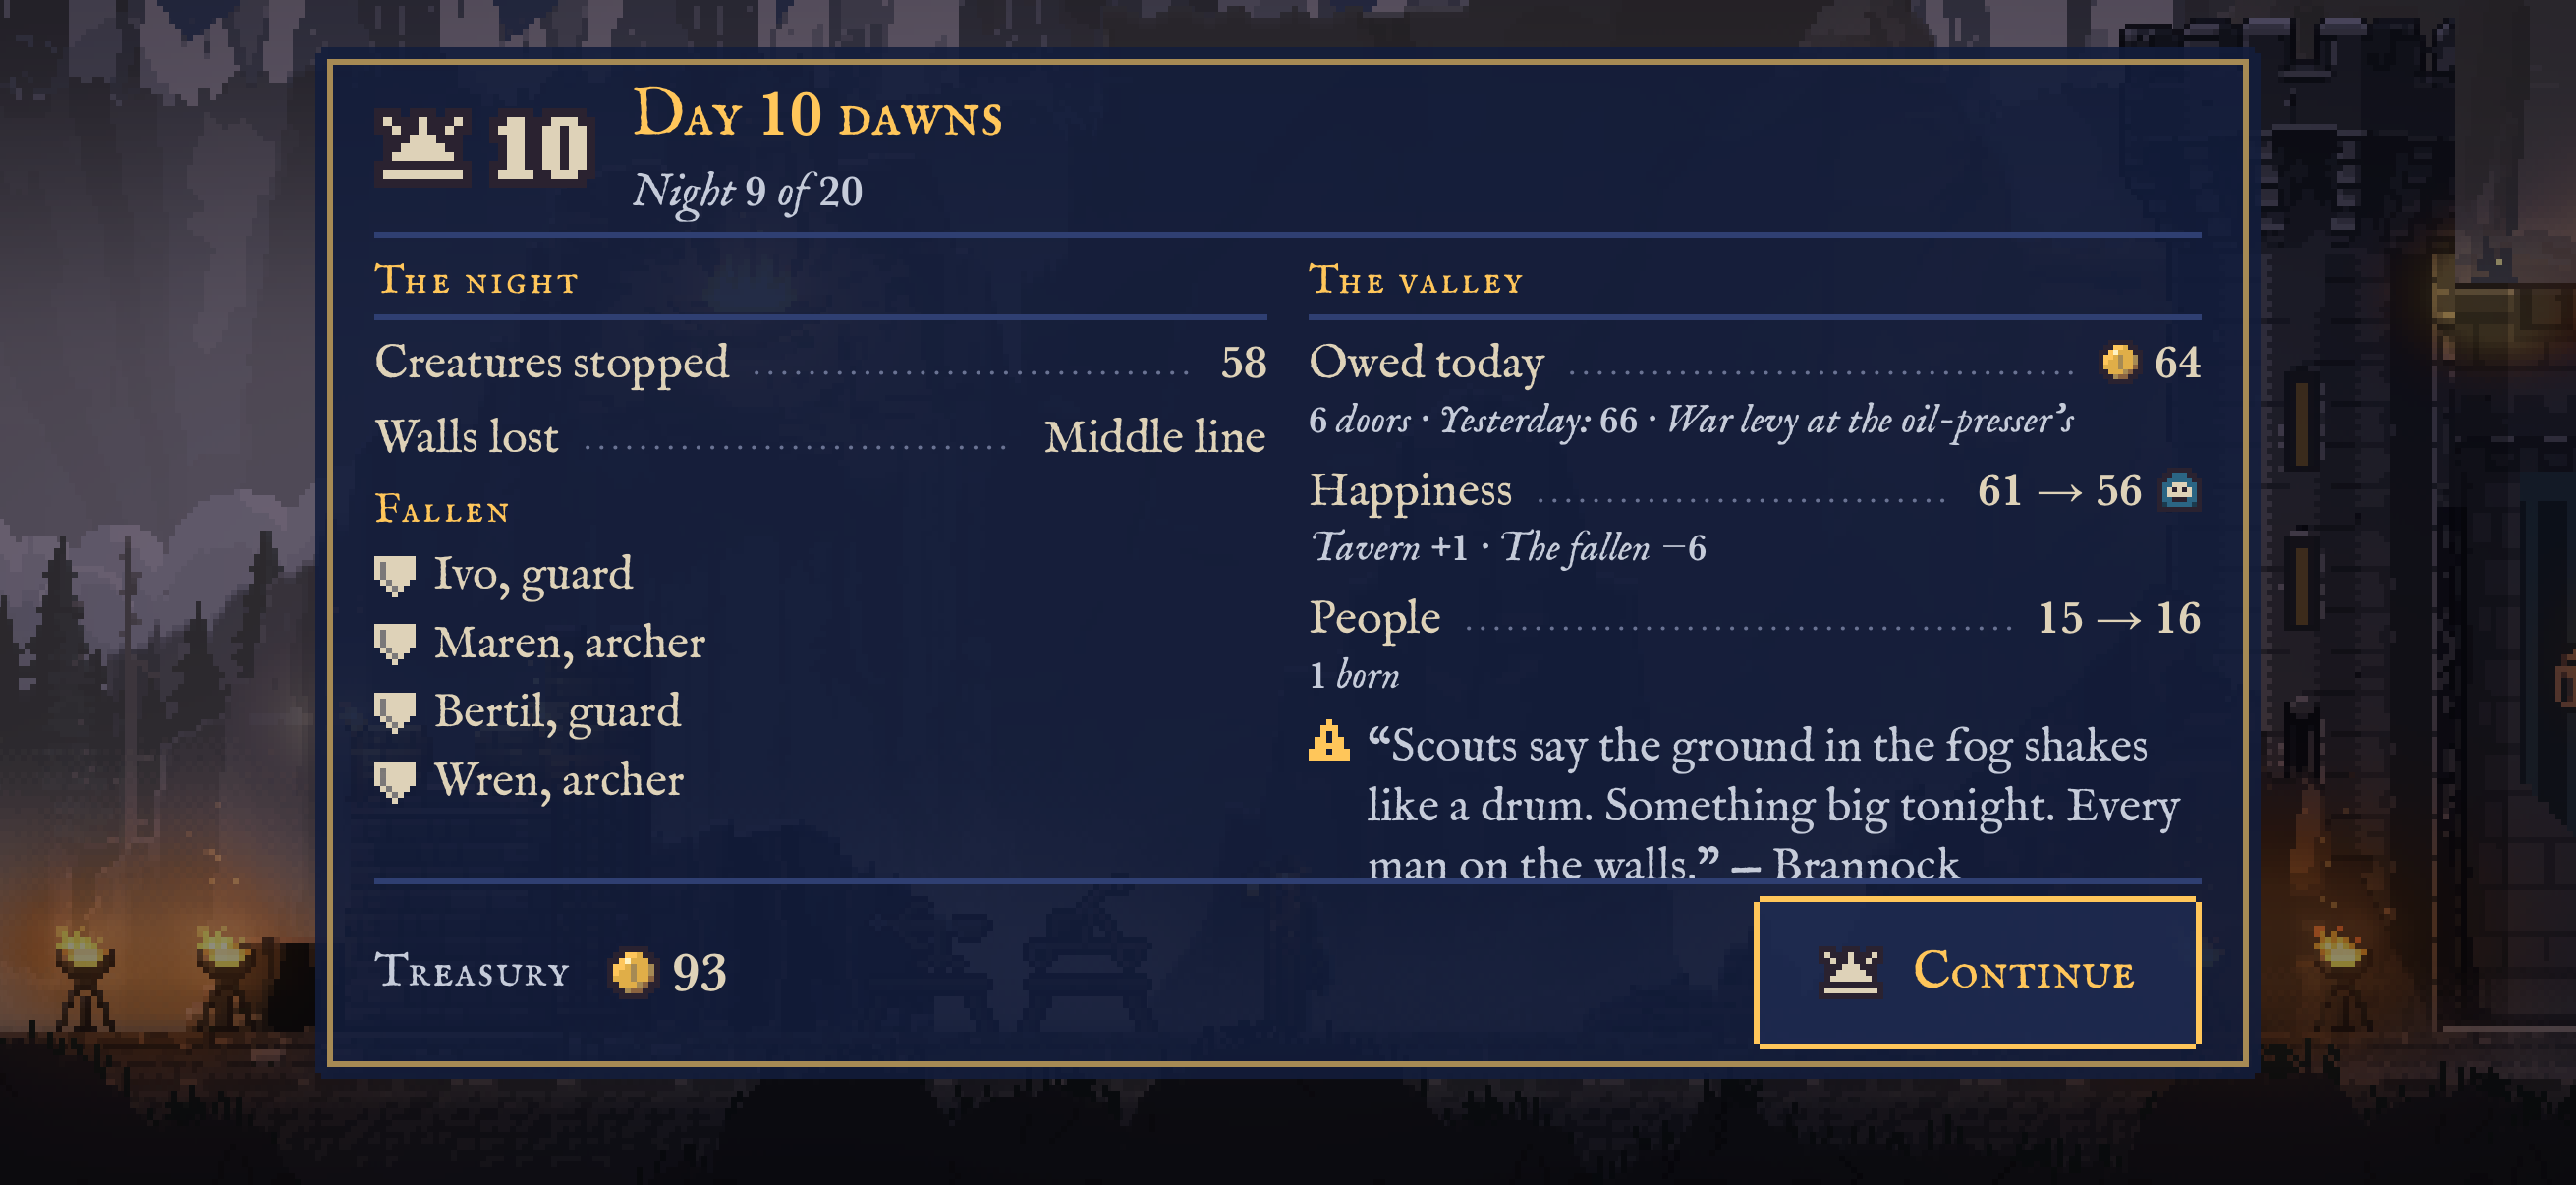 10
Day 10 dawns
Night 9 of 20
The night
Creatures stopped 58
Walls lost Middle line
Fallen
Ivo, guard
Maren, archer
Bertil, guard
Wren, archer
The valley
Owed today 64
6 doors · Yesterday: 66 · War levy at the oil-presser’s
Happiness 61 → 56
Tavern +1 · The fallen −6
People 15 → 16
1 born
“Scouts say the ground in the fog shakes
like a drum. Something big tonight. Every
man on the walls.” — Brannock
Treasury 93
Continue